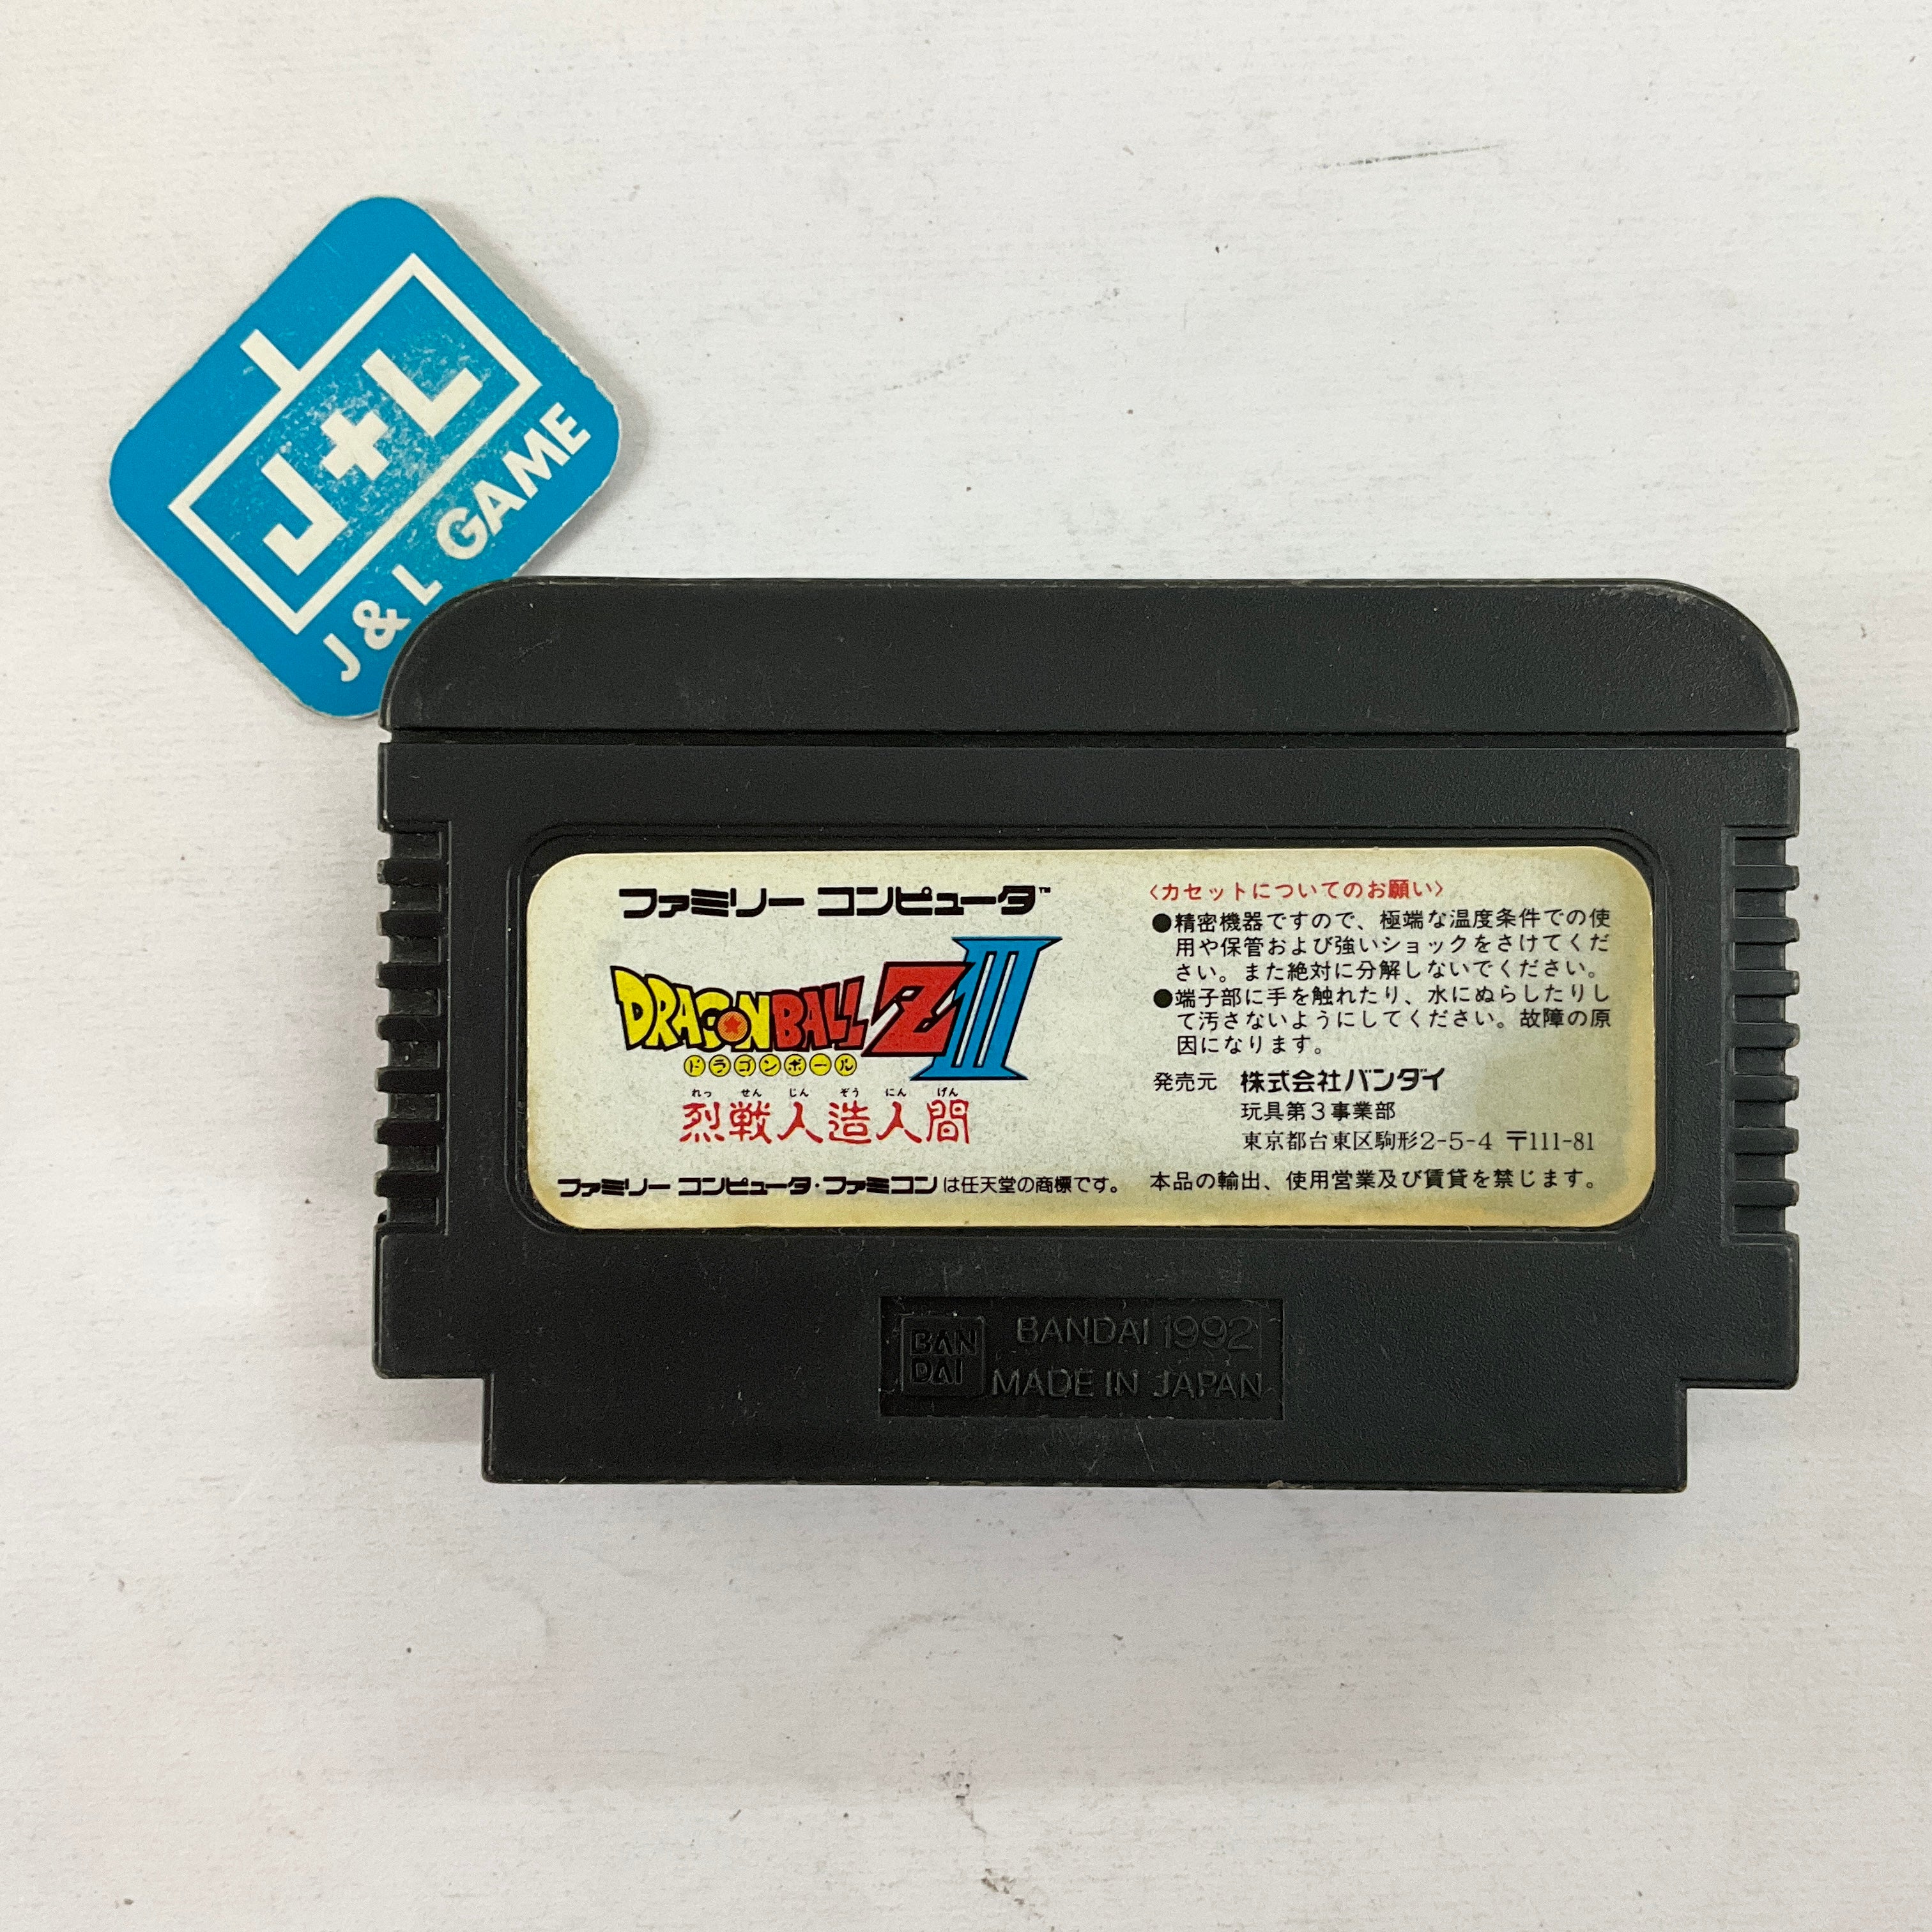 J+L
J & L GAME
ファミリー コンピュータ™
DRAGONBALL Z III
ドラゴンボール
れっ せん じん ぞう にん げん
烈戦人造人間
ファミリー コンピュータ・ファミコンは任天堂の商標です。
〈カセットについてのお願い〉
●精密機器ですので、極端な温度条件での使
用や保管および強いショックをさけてくだ
さい。また絶対に分解しないでください。
●端子部に手を触れたり、水にぬらしたりし
て汚さないようにしてください。故障の原
因になります。
発売元 株式会社バンダイ
玩具第3事業部
東京都台東区駒形2-5-4 〒111-81
本品の輸出、使用営業及び賃貸を禁じます。
BAN
DAI
BANDAI 1992
MADE IN JAPAN